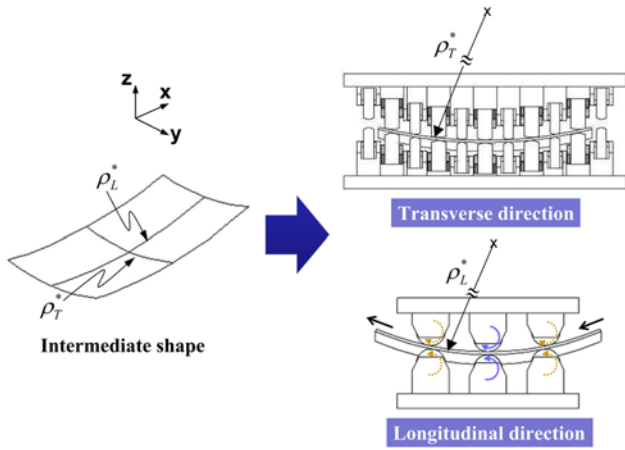 z
x
y
ρ*L
ρ*T
Intermediate shape
x
ρ*T
≈
Transverse direction
x
ρ*L
≈
Longitudinal direction